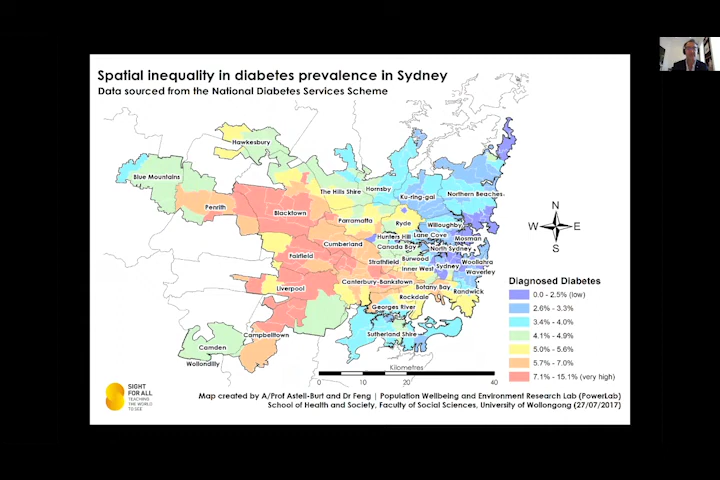 Spatial inequality in diabetes prevalence in Sydney
Data sourced from the National Diabetes Services Scheme
Hawkesbury
Blue Mountains
The Hills Shire
Hornsby
Ku-ring-gai
Northern Beaches
Penrith
Blacktown
Parramatta
Ryde
Willoughby
Hunters Hill
Lane Cove
Mosman
Cumberland
Canada Bay
North Sydney
Fairfield
Strathfield
Burwood
Woollahra
Inner West
Sydney
Waverley
Liverpool
Canterbury-Bankstown
Botany Bay
Randwick
Rockdale
Georges River
Campbelltown
Sutherland Shire
Camden
Wollondilly
N
W
E
S
Diagnosed Diabetes
0.0 - 2.5% (low)
2.6% - 3.3%
3.4% - 4.0%
4.1% - 4.9%
5.0% - 5.6%
5.7% - 7.0%
7.1% - 15.1% (very high)
Kilometres
0 10 20 40
SIGHT
FOR ALL
TEACHING
THE WORLD
TO SEE
Map created by A/Prof Astell-Burt and Dr Feng | Population Wellbeing and Environment Research Lab (PowerLab)
School of Health and Society, Faculty of Social Sciences, University of Wollongong (27/07/2017)